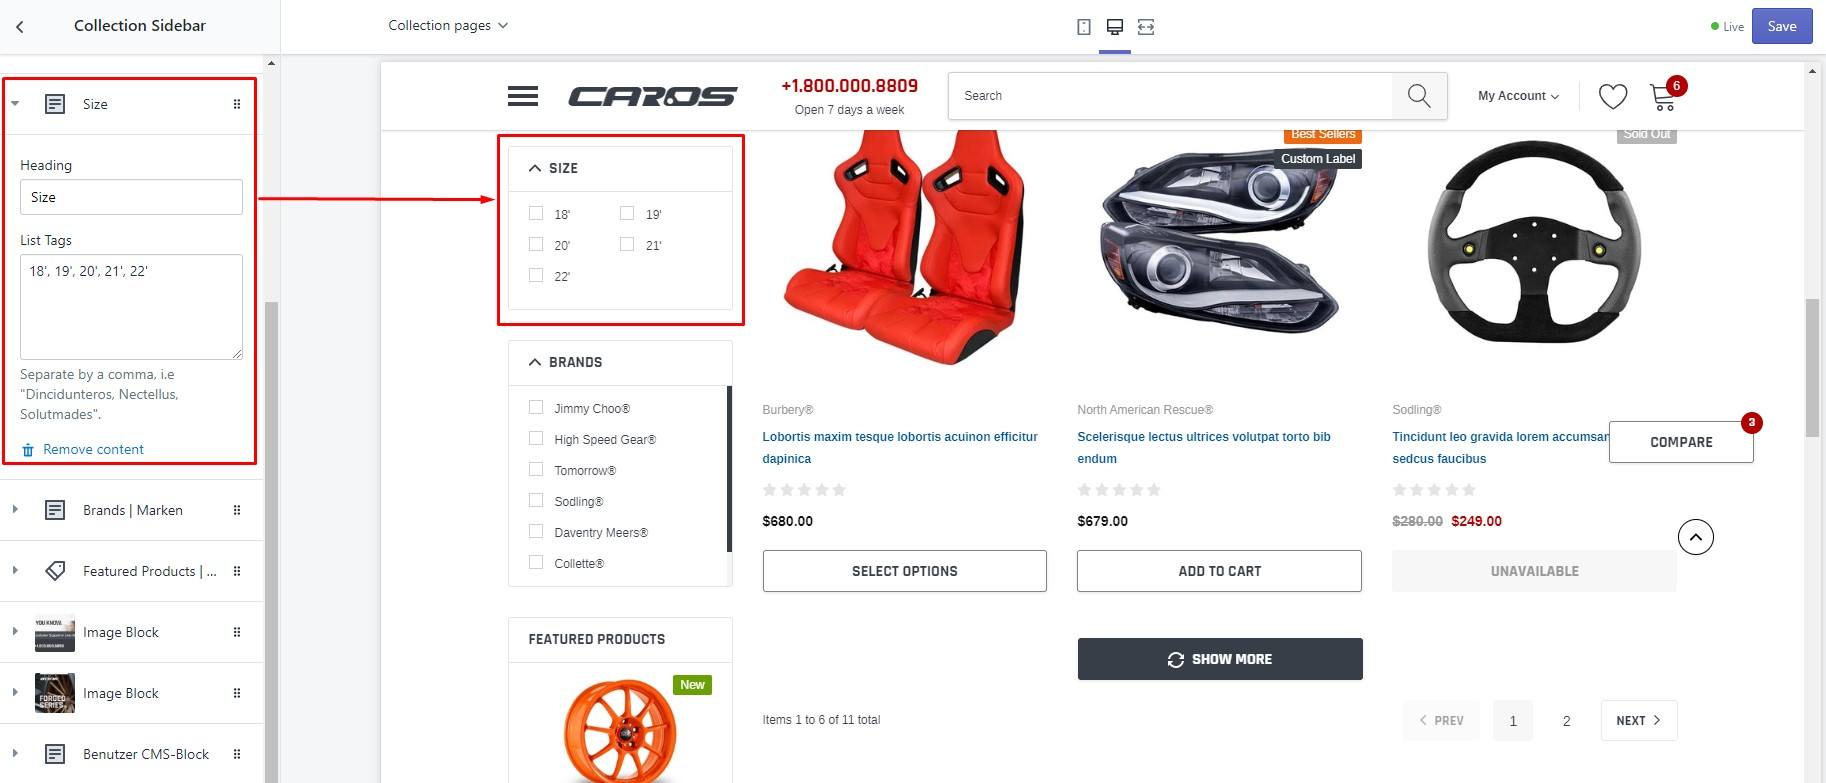 Collection Sidebar
Collection pages
Live
Save
Size
Heading
Size
List Tags
18', 19', 20', 21', 22'
Separate by a comma, i.e
"Dincidunteros, Nectellus,
Solutmades".
Remove content
Brands | Marken
Featured Products | ...
YOU KNOW.
Image Block
FORGED
SERIES
Image Block
Benutzer CMS-Block
CAROS
+1.800.000.8809
Open 7 days a week
Search
My Account
6
SIZE
18'
19'
20'
21'
22'
BRANDS
Jimmy Choo®
High Speed Gear®
Tomorrow®
Sodling®
Daventry Meers®
Collette®
FEATURED PRODUCTS
New
Best Sellers
Custom Label
Sold Out
Burbery®
Lobortis maxim tesque lobortis acuinon efficitur
dapinica
$680.00
SELECT OPTIONS
North American Rescue®
Scelerisque lectus ultrices volutpat torto bib
endum
$679.00
ADD TO CART
Sodling®
Tincidunt leo gravida lorem accumsan
sedcus faucibus
$280.00 $249.00
UNAVAILABLE
COMPARE
3
SHOW MORE
Items 1 to 6 of 11 total
PREV
1
2
NEXT